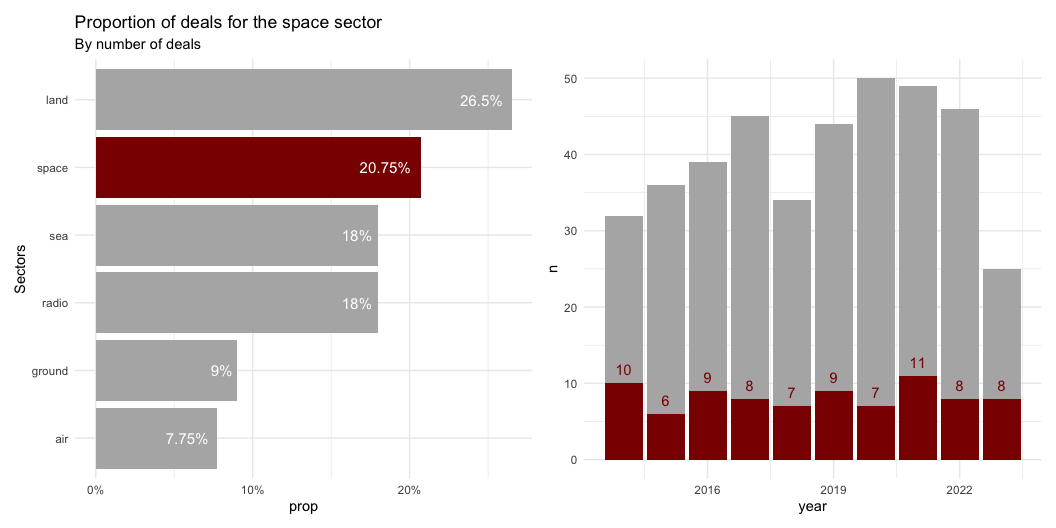 Proportion of deals for the space sector
By number of deals
Sectors
land
26.5%
space
20.75%
sea
18%
radio
18%
ground
9%
air
7.75%
0%
10%
20%
prop
n
50
40
30
20
10
0
10
6
9
8
7
9
7
11
8
8
2016
2019
2022
year